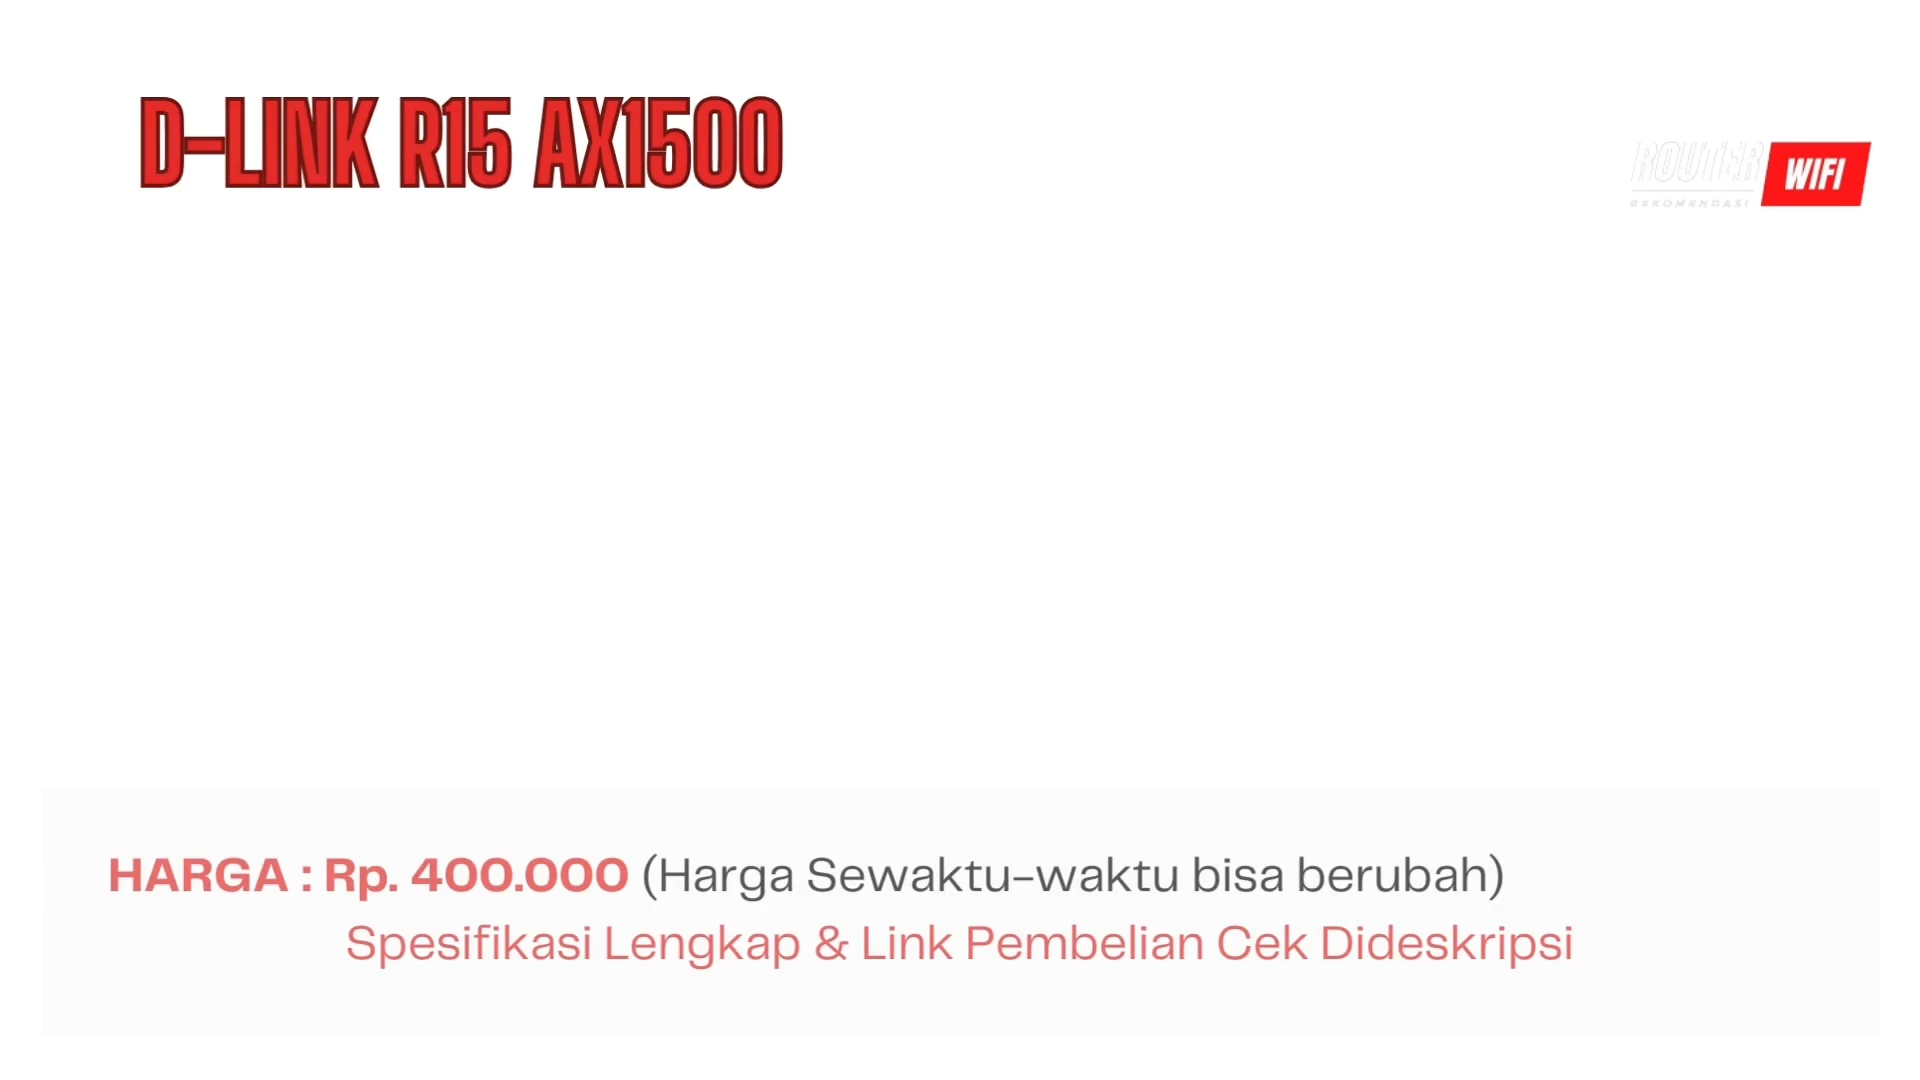 D-LINK R15 AX1500
ROUTER WIFI
REKOMENDASI
HARGA : Rp. 400.000 (Harga Sewaktu-waktu bisa berubah)
Spesifikasi Lengkap & Link Pembelian Cek Dideskripsi